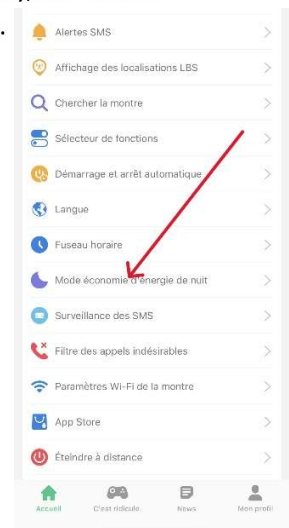 Alertes SMS
Affichage des localisations LBS
Chercher la montre
Sélecteur de fonctions
Démarrage et arrêt automatique
Langue
Fuseau horaire
Mode économie d'énergie de nuit
Surveillance des SMS
Filtre des appels indésirables
Paramètres Wi-Fi de la montre
App Store
Éteindre à distance
Accueil C'est ridicule. News Mon profil